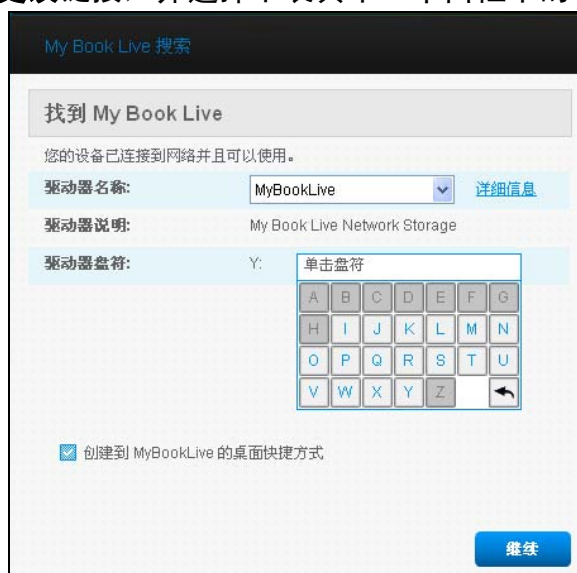 My Book Live 搜索
找到 My Book Live
您的设备已连接到网络并且可以使用。
驱动器名称: MyBookLive 详细信息
驱动器说明: My Book Live Network Storage
驱动器盘符: Y: 单击盘符
A B C D E F G
H I J K L M N
O P Q R S T U
V W X Y Z
创建到 MyBookLive 的桌面快捷方式
继续